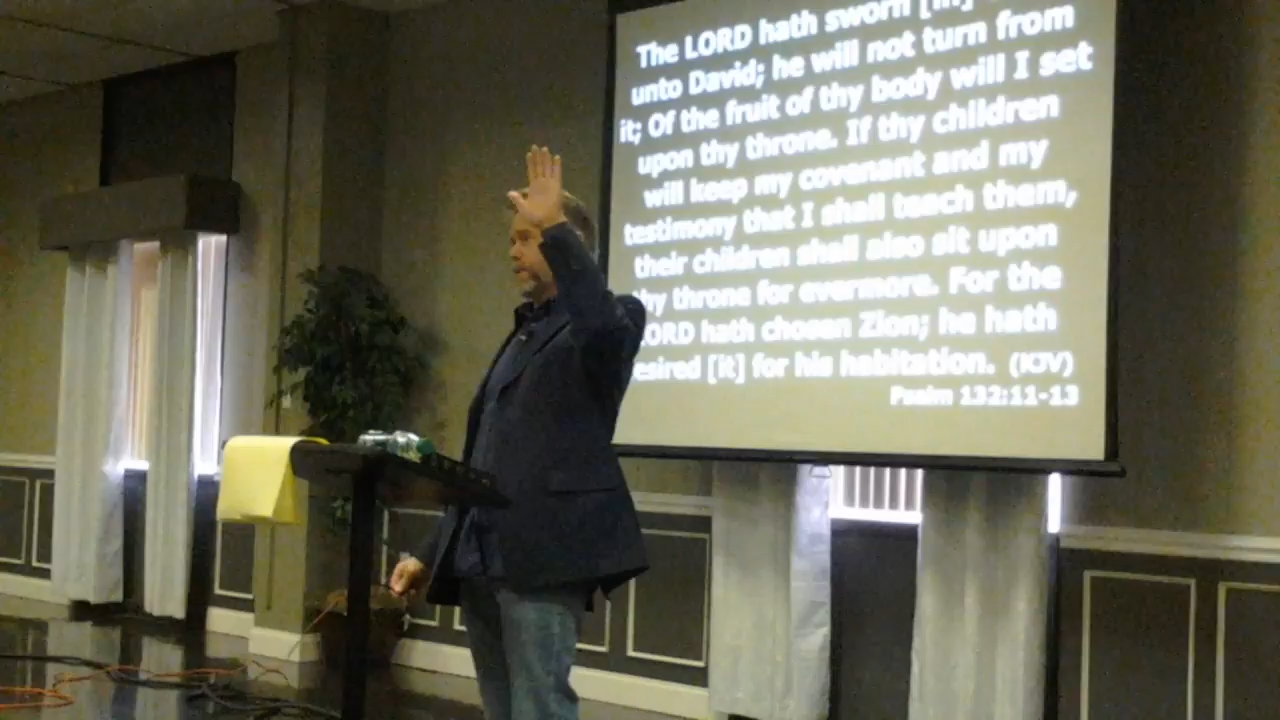 The LORD hath sworn [in]
unto David; he will not turn from
it; Of the fruit of thy body will I set
upon thy throne. If thy children
will keep my covenant and my
testimony that I shall teach them,
their children shall also sit upon
thy throne for evermore. For the
LORD hath chosen Zion; he hath
desired [it] for his habitation. (KJV)
Psalm 132:11-13